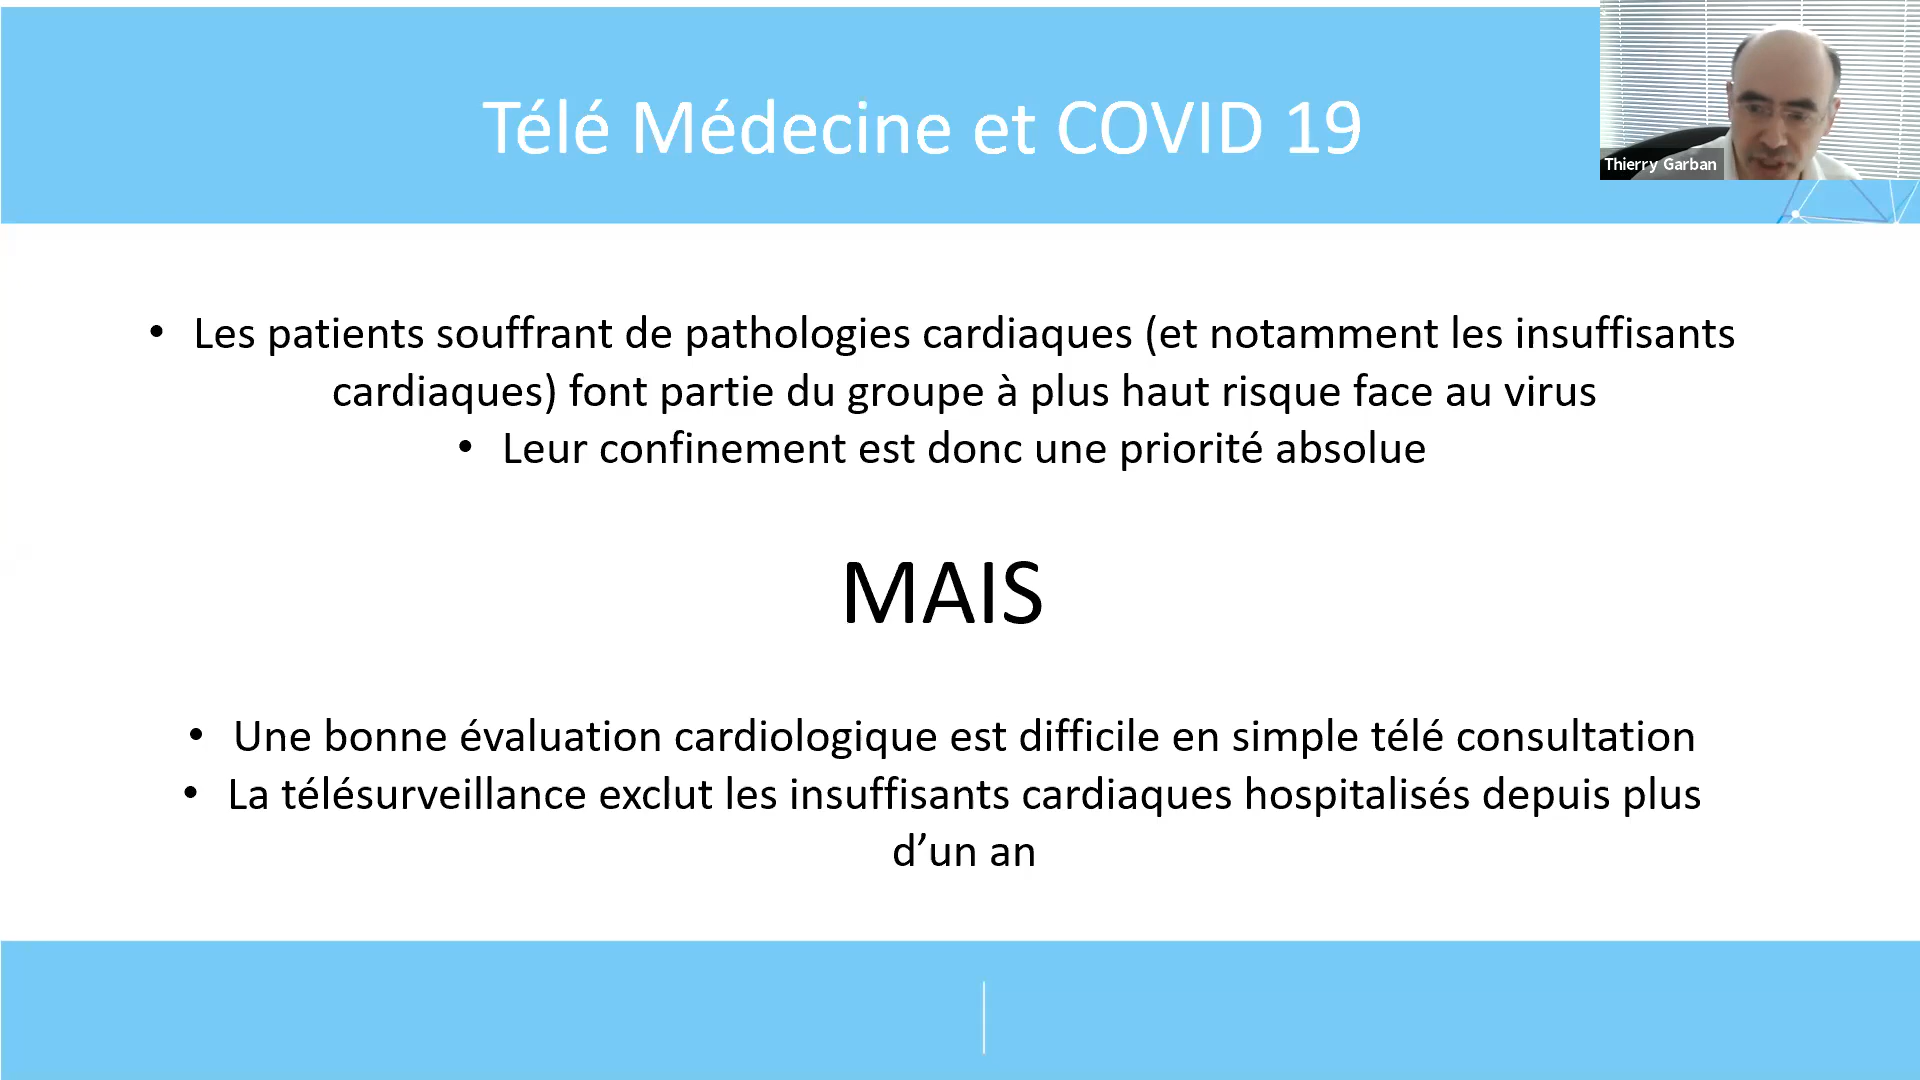 Télé Médecine et COVID 19
Thierry Garban
• Les patients souffrant de pathologies cardiaques (et notamment les insuffisants
cardiaques) font partie du groupe à plus haut risque face au virus
• Leur confinement est donc une priorité absolue
MAIS
• Une bonne évaluation cardiologique est difficile en simple télé consultation
• La télésurveillance exclut les insuffisants cardiaques hospitalisés depuis plus
d’un an